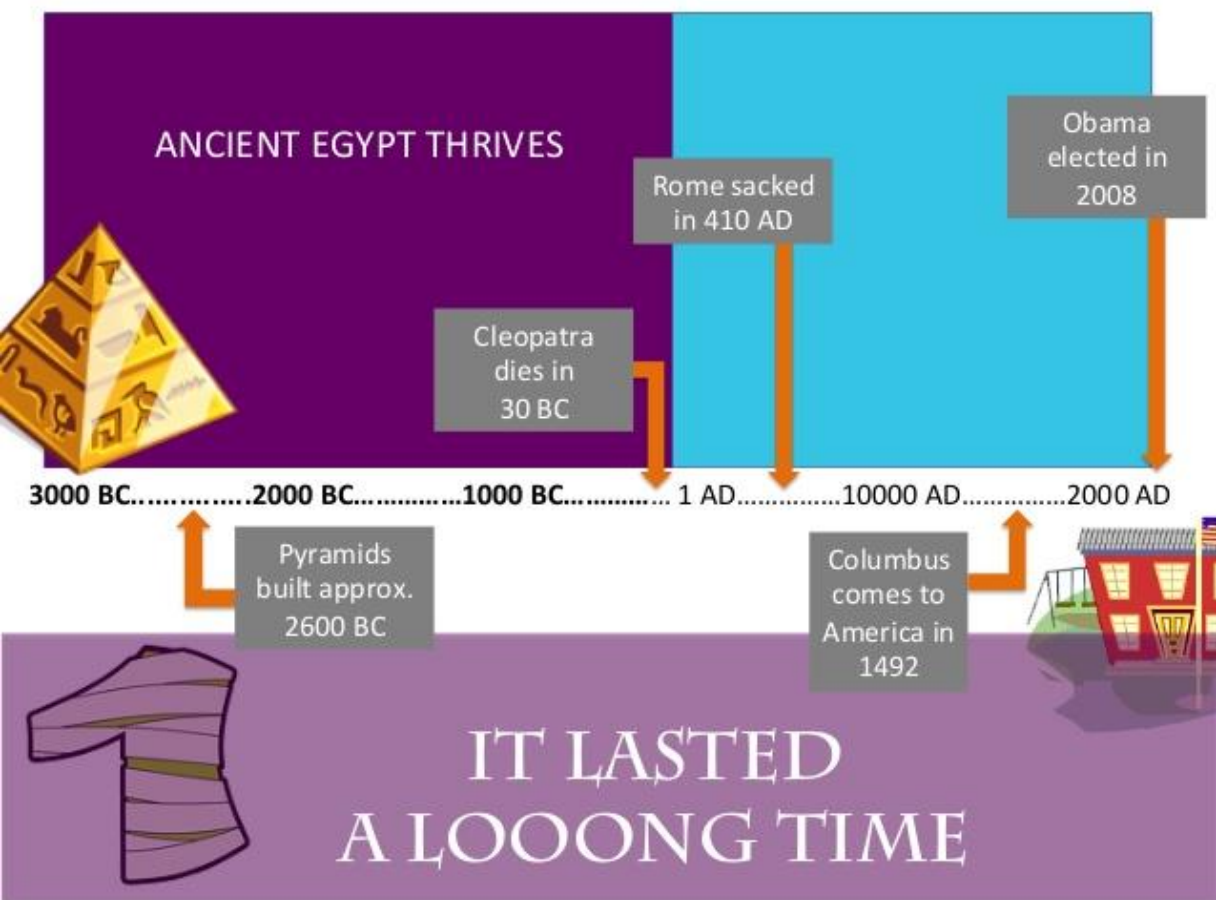 ANCIENT EGYPT THRIVES
Obama
elected in
2008
Rome sacked
in 410 AD
Cleopatra
dies in
30 BC
3000 BC..................2000 BC...............1000 BC............... 1 AD...............10000 AD...............2000 AD
Pyramids
built approx.
2600 BC
Columbus
comes to
America in
1492
1
IT LASTED
A LOOONG TIME